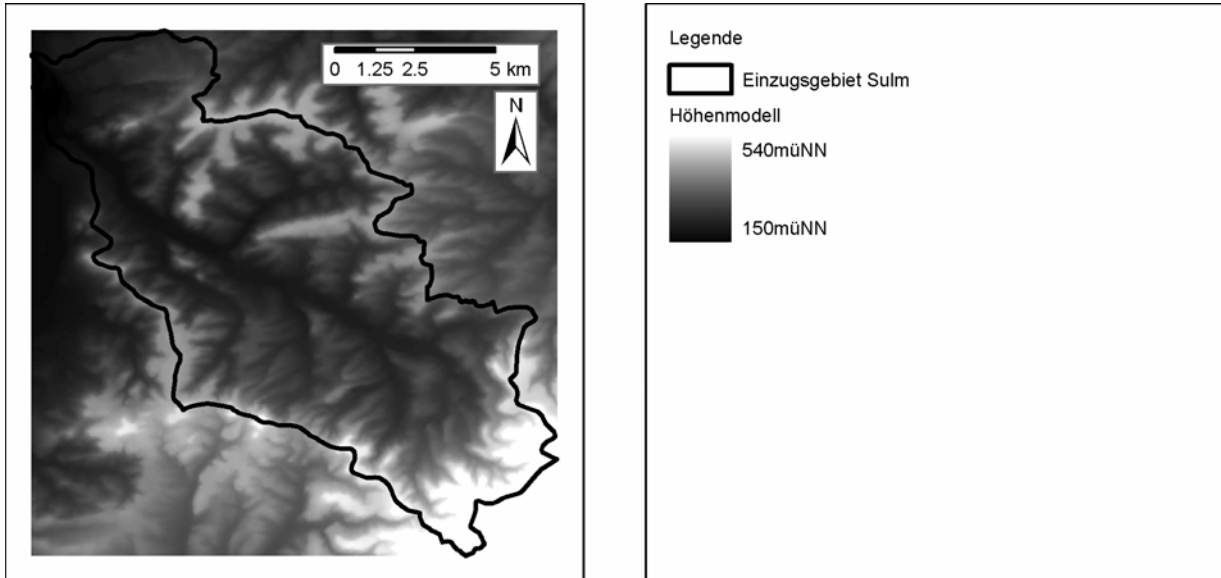 0 1.25 2.5 5 km
N
Legende
Einzugsgebiet Sulm
Höhenmodell
540müNN
150müNN